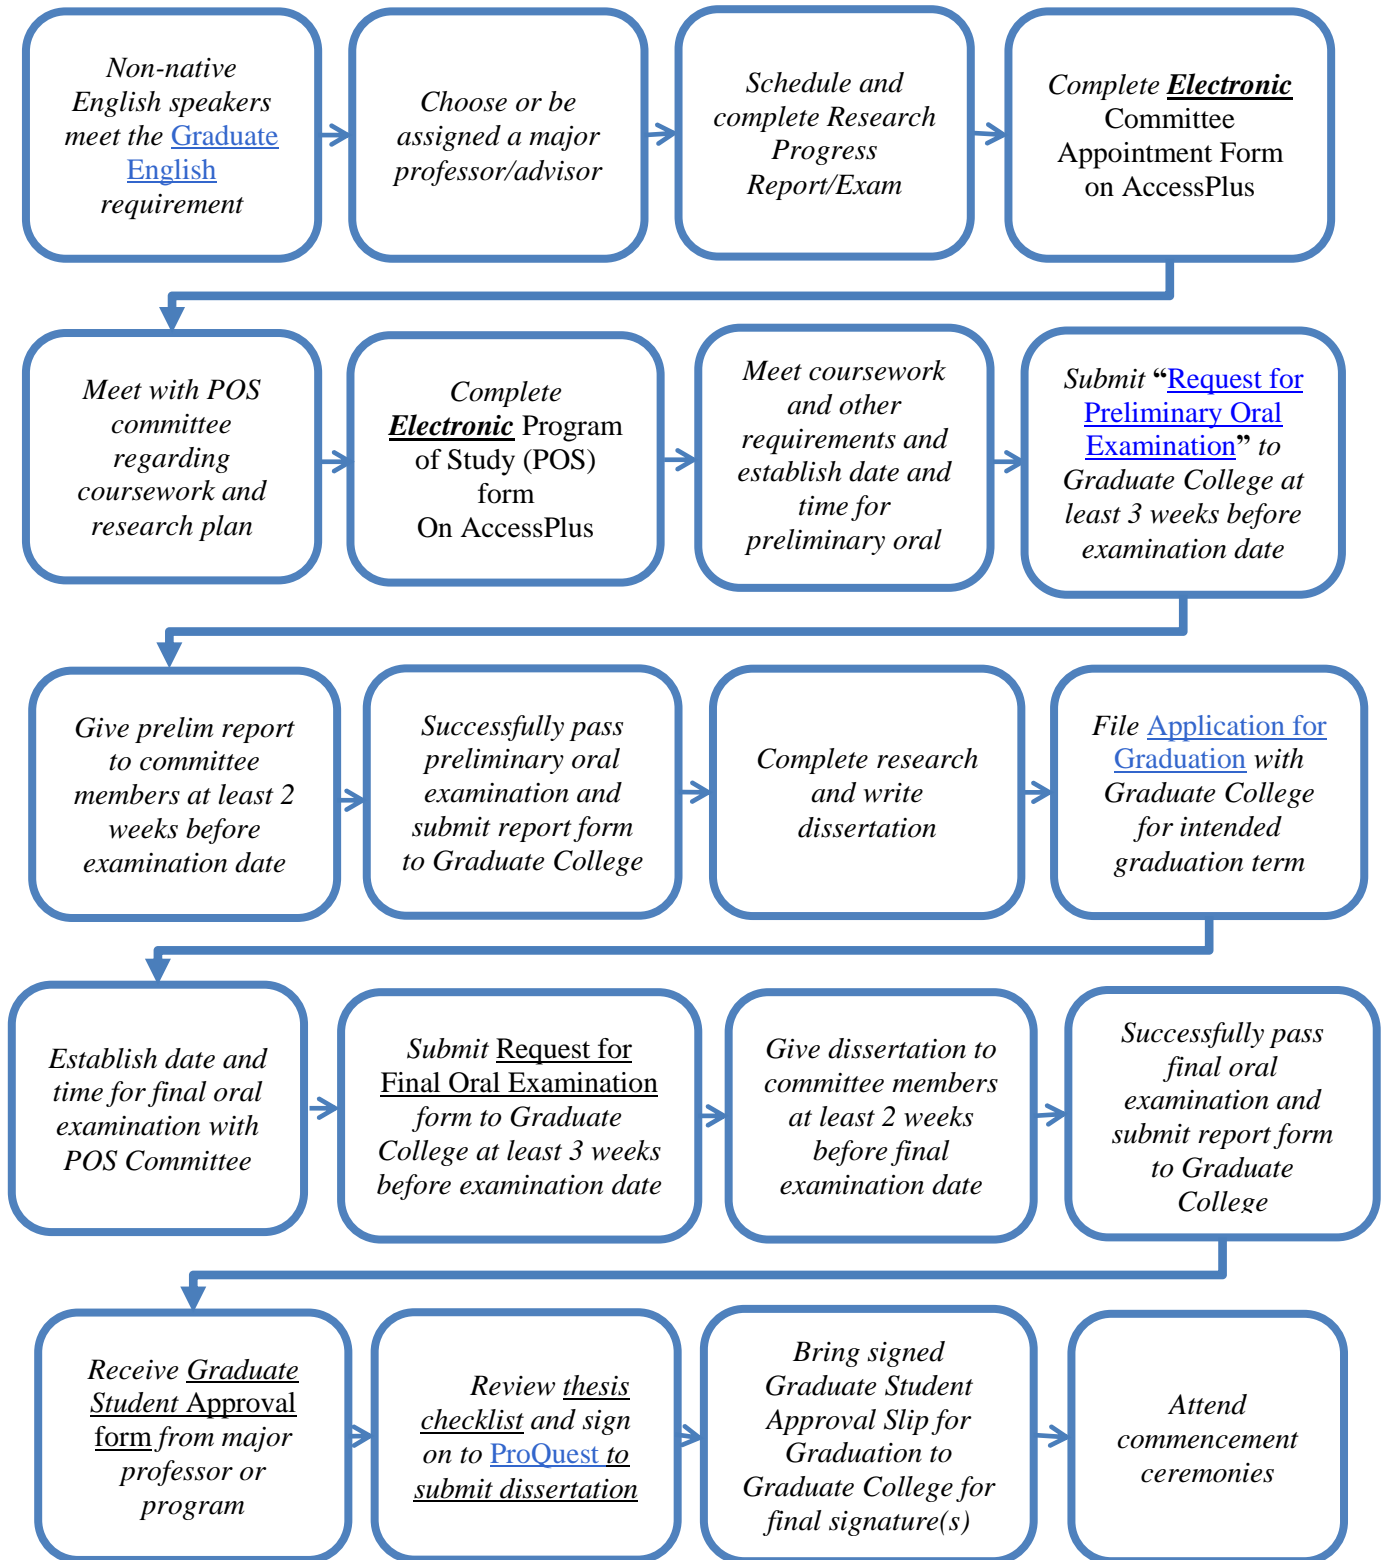 Non-native
English speakers
meet the Graduate
English
requirement
Choose or be
assigned a major
professor/advisor
Schedule and
complete Research
Progress
Report/Exam
Complete Electronic
Committee
Appointment Form
on AccessPlus
Meet with POS
committee
regarding
coursework and
research plan
Complete
Electronic Program
of Study (POS)
form
On AccessPlus
Meet coursework
and other
requirements and
establish date and
time for
preliminary oral
Submit “Request for
Preliminary Oral
Examination” to
Graduate College at
least 3 weeks before
examination date
Give prelim report
to committee
members at least 2
weeks before
examination date
Successfully pass
preliminary oral
examination and
submit report form
to Graduate College
Complete research
and write
dissertation
File Application for
Graduation with
Graduate College
for intended
graduation term
Establish date and
time for final oral
examination with
POS Committee
Submit Request for
Final Oral Examination
form to Graduate
College at least 3 weeks
before examination date
Give dissertation to
committee members
at least 2 weeks
before final
examination date
Successfully pass
final oral
examination and
submit report form
to Graduate
College
Receive Graduate
Student Approval
form from major
professor or
program
Review thesis
checklist and sign
on to ProQuest to
submit dissertation
Bring signed
Graduate Student
Approval Slip for
Graduation to
Graduate College for
final signature(s)
Attend
commencement
ceremonies